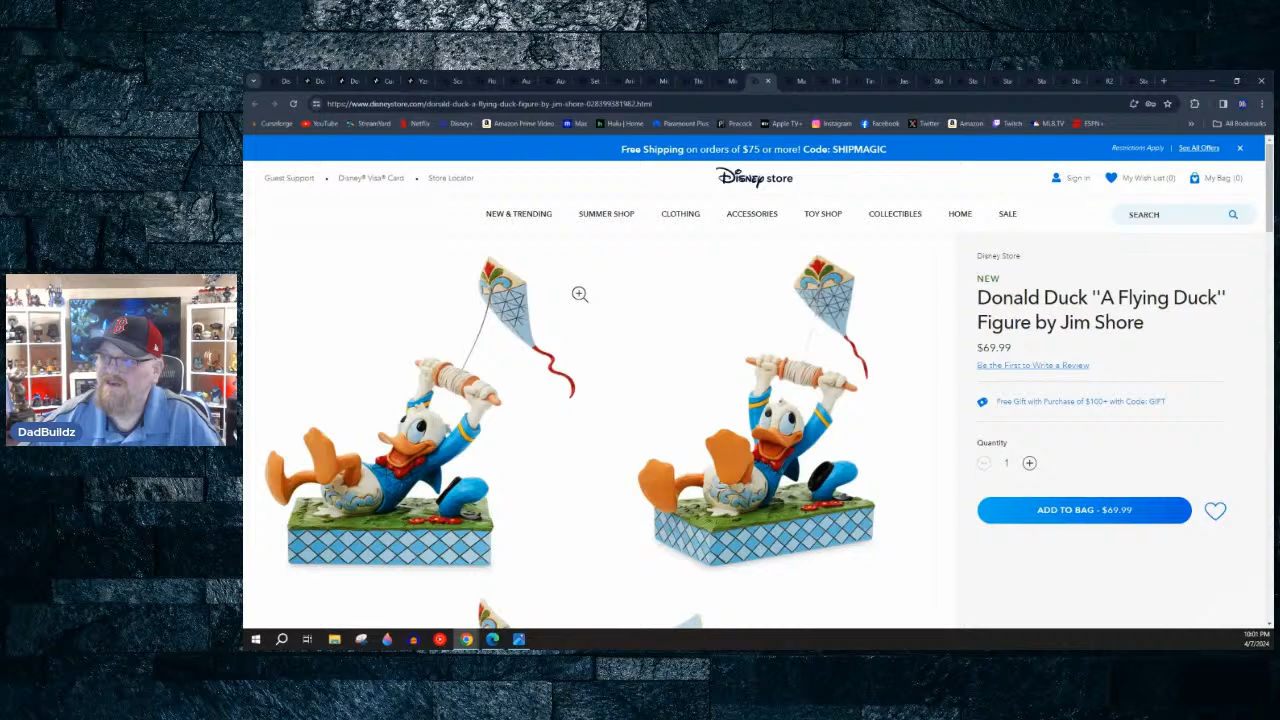 https://www.disneystore.com/donald-duck-a-flying-duck-figure-by-jim-shore-028399381982.html
Curseforge
YouTube
StreamYard
Netflix
Disney+
Amazon Prime Video
Max
Hulu | Home
Paramount Plus
Peacock
Apple TV+
Instagram
Facebook
Twitter
Amazon
Twitch
MLB.TV
ESPN+
All Bookmarks
Free Shipping on orders of $75 or more! Code: SHIPMAGIC
Restrictions Apply
See All Offers
Guest Support
Disney® Visa® Card
Store Locator
Disney store
Sign In
My Wish List (0)
My Bag (0)
NEW & TRENDING
SUMMER SHOP
CLOTHING
ACCESSORIES
TOY SHOP
COLLECTIBLES
HOME
SALE
SEARCH
Disney Store
NEW
Donald Duck "A Flying Duck"
Figure by Jim Shore
$69.99
Be the First to Write a Review
Free Gift with Purchase of $100+ with Code: GIFT
Quantity
1
ADD TO BAG - $69.99
DadBuildz
B
10:01 PM
4/7/2024